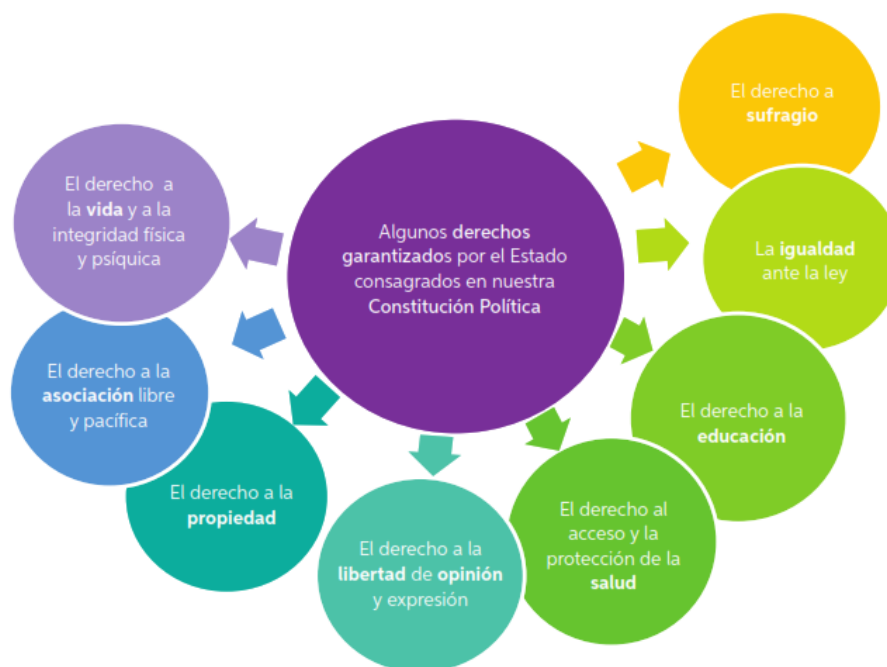 Algunos derechos
garantizados por el Estado
consagrados en nuestra
Constitución Política
El derecho a
sufragio
La igualdad
ante la ley
El derecho a la
educación
El derecho al
acceso y la
protección de la
salud
El derecho a la
libertad de opinión
y expresión
El derecho a la
propiedad
El derecho a la
asociación libre
y pacífica
El derecho a
la vida y a la
integridad física
y psíquica